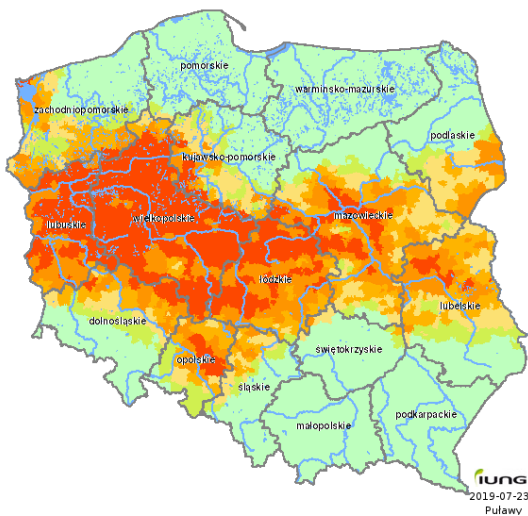 pomorskie
warmińsko-mazurskie
zachodniopomorskie
podlaskie
kujawsko-pomorskie
mazowieckie
wielkopolskie
lubuskie
łódzkie
lubelskie
dolnośląskie
świętokrzyskie
opolskie
śląskie
podkarpackie
małopolskie
IUNG
2019-07-23
Puławy